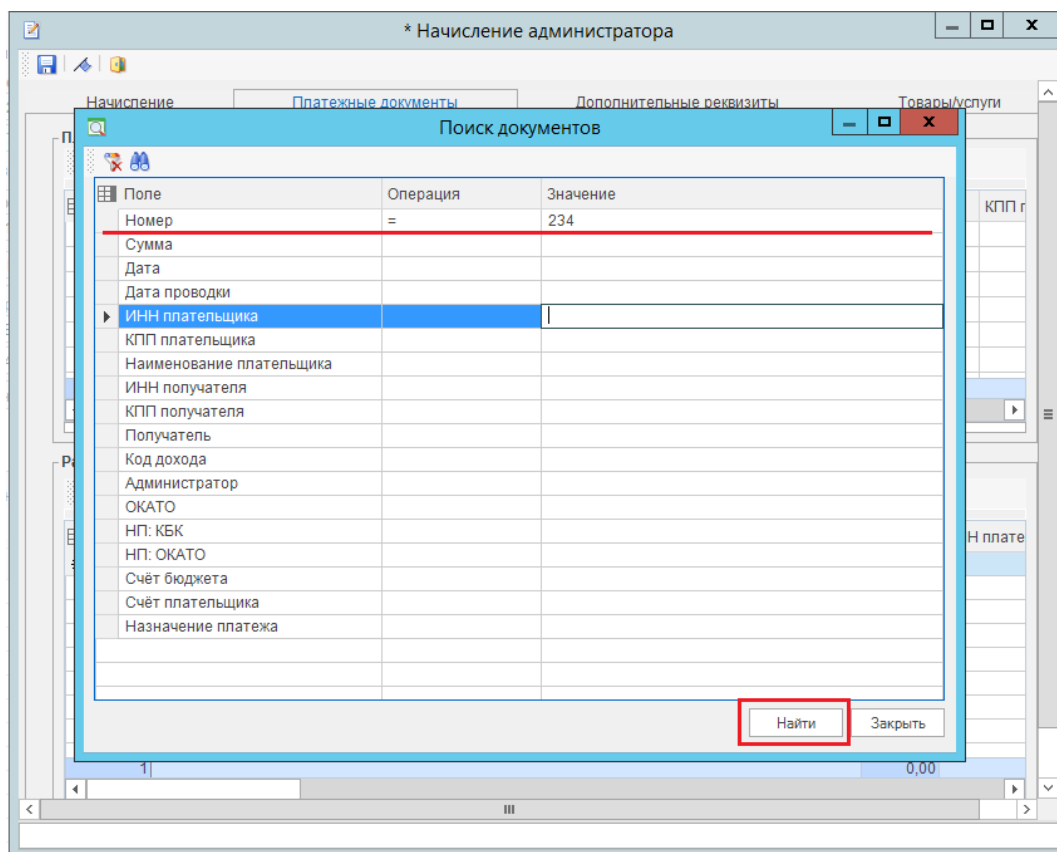 * Начисление администратора
Начисление Платежные документы Дополнительные реквизиты Товары/услуги
Поиск документов
Поле Операция Значение
КПП г
Номер = 234
Сумма
Дата
Дата проводки
ИНН плательщика
КПП плательщика
Наименование плательщика
ИНН получателя
КПП получателя
Получатель
Код дохода
Администратор
ОКАТО
НП: КБК
Н плате
НП: ОКАТО
Счёт бюджета
Счёт плательщика
Назначение платежа
Найти Закрыть
1 0,00